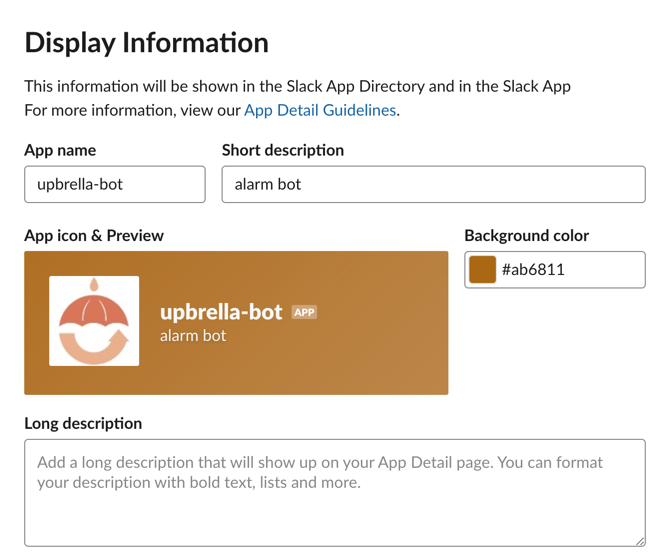 Display Information
This information will be shown in the Slack App Directory and in the Slack App
For more information, view our App Detail Guidelines.
App name
Short description
upbrella-bot
alarm bot
App icon & Preview
Background color
upbrella-bot APP
alarm bot
#ab6811
Long description
Add a long description that will show up on your App Detail page. You can format
your description with bold text, lists and more.